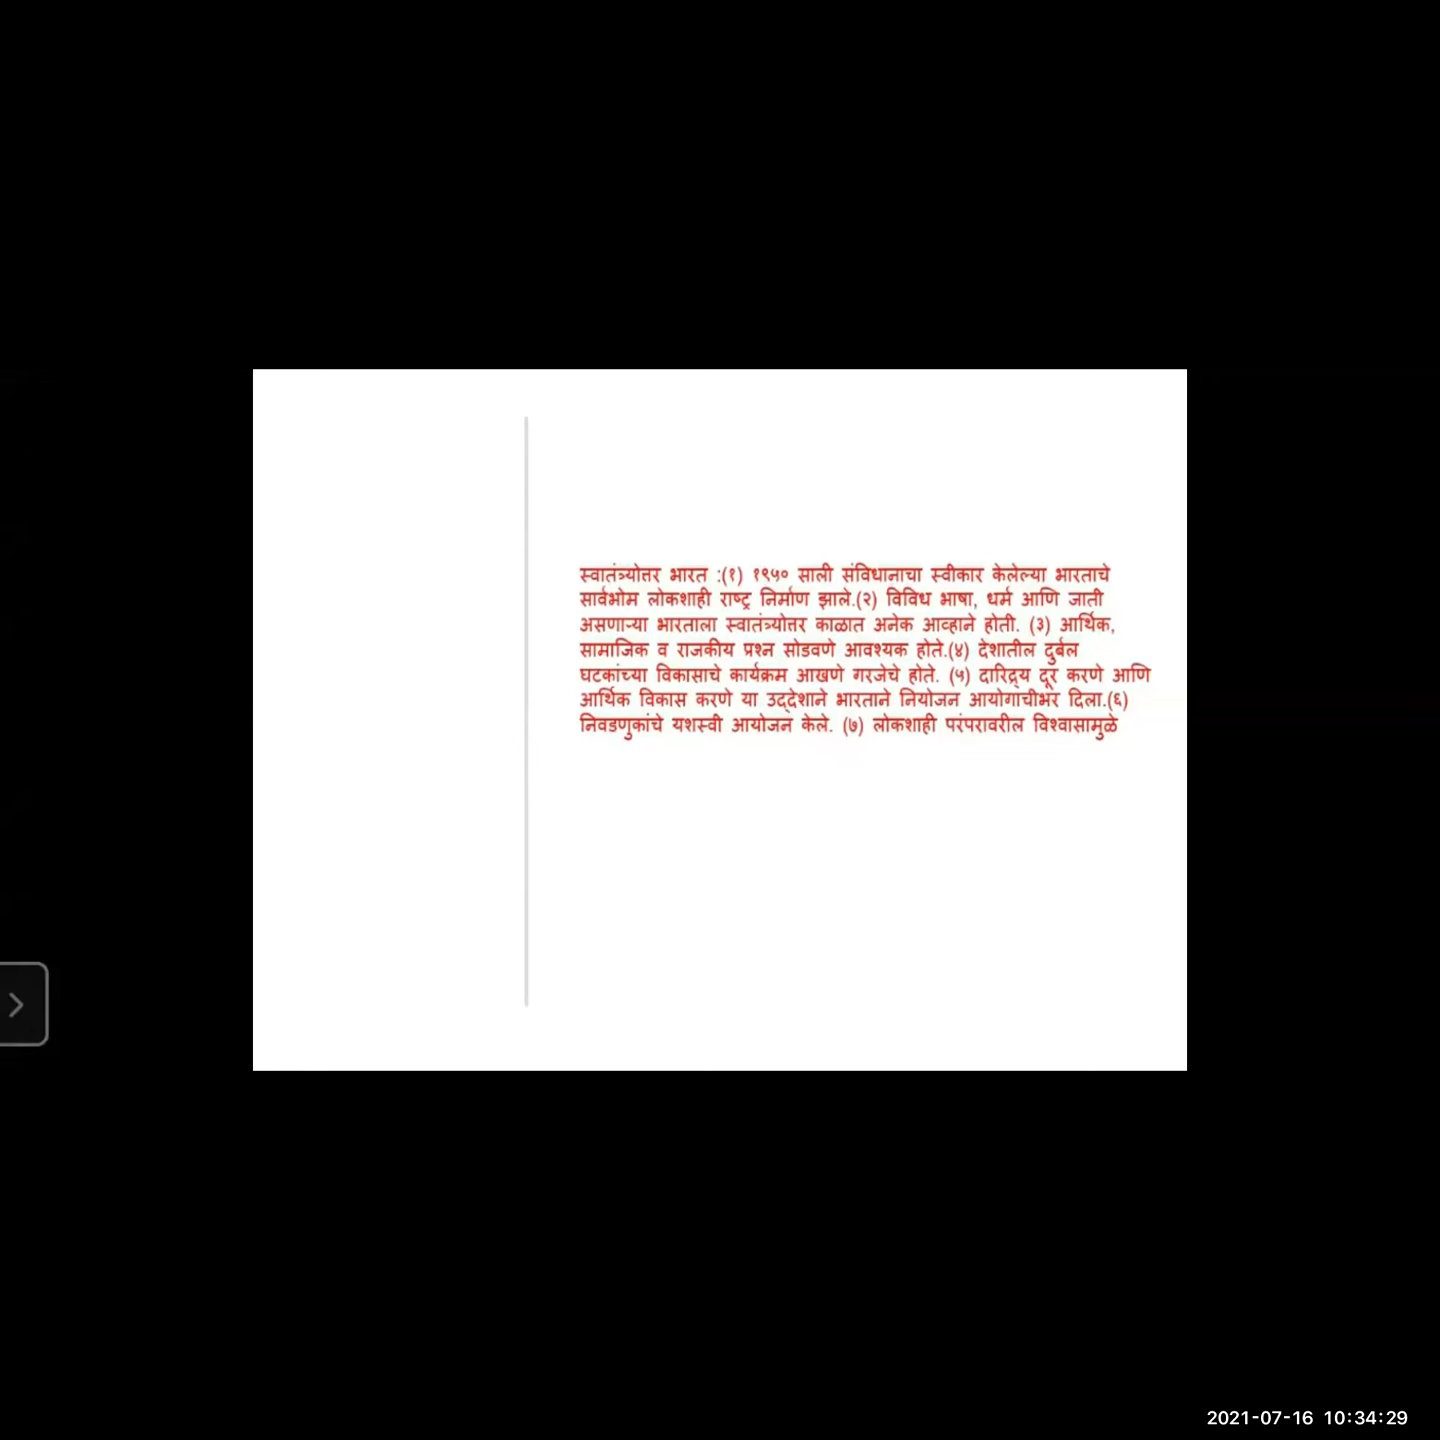 स्वातंत्र्योत्तर भारत :(१) १९५० साली संविधानाचा स्वीकार केलेल्या भारताचे
सार्वभोम लोकशाही राष्ट्र निर्माण झाले.(२) विविध भाषा, धर्म आणि जाती
असणाऱ्या भारताला स्वातंत्र्योत्तर काळात अनेक आव्हाने होती. (३) आर्थिक,
सामाजिक व राजकीय प्रश्न सोडवणे आवश्यक होते.(४) देशातील दुर्बल
घटकांच्या विकासाचे कार्यक्रम आखणे गरजेचे होते. (५) दारिद्र्य दूर करणे आणि
आर्थिक विकास करणे या उद्‌देशाने भारताने नियोजन आयोगाचीभर दिला.(६)
निवडणुकांचे यशस्वी आयोजन केले. (७) लोकशाही परंपरावरील विश्वासामुळे
2021-07-16 10:34:29